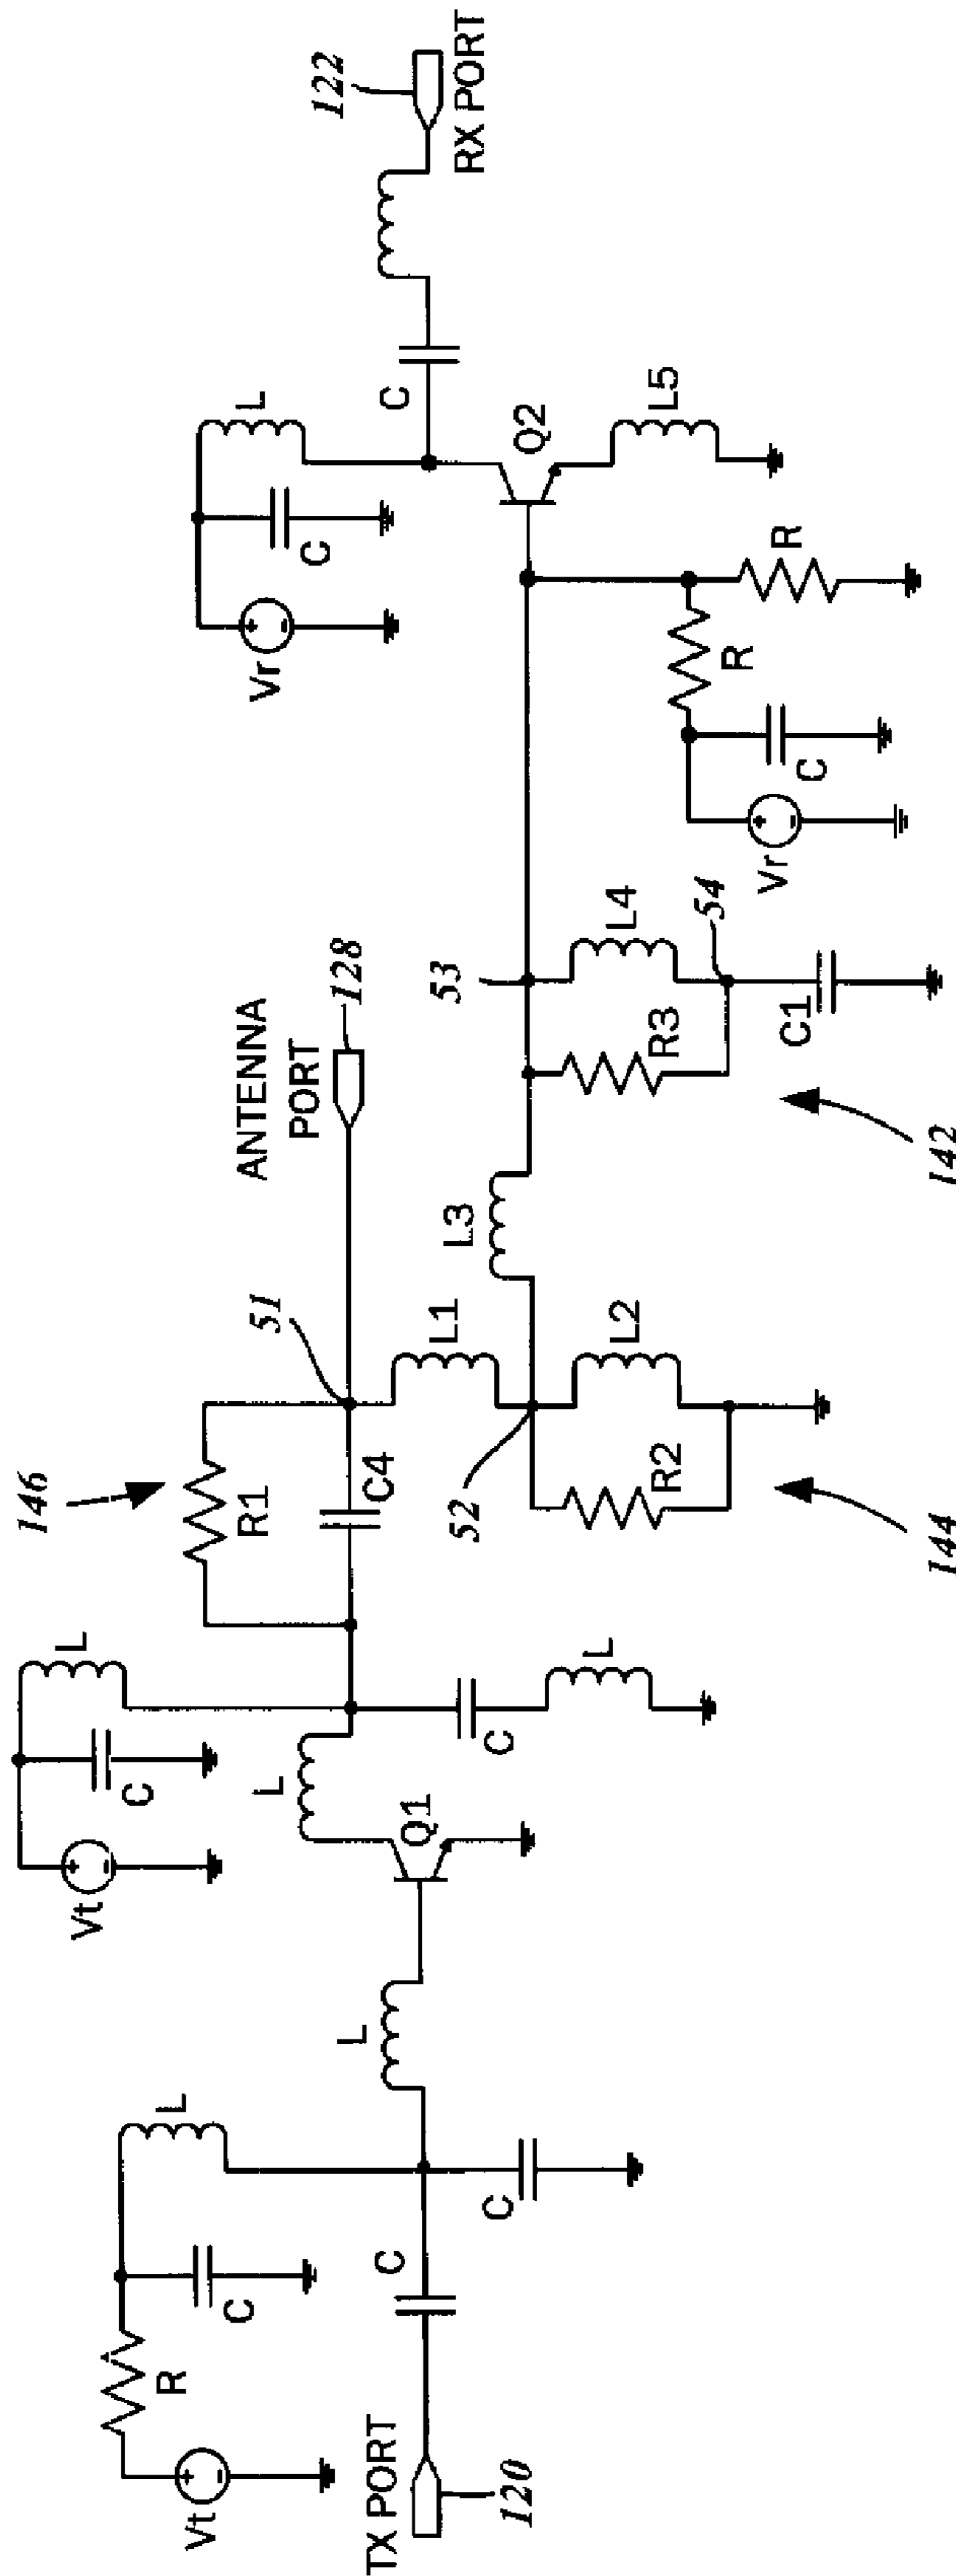 TX PORT
120
Vt
R
C
L
C
C
L
Q1
Vt
C
L
L
C
L
146
R1
C4
51
ANTENNA
PORT
128
L1
52
L2
R2
144
L3
53
L4
R3
54
C1
142
Vr
C
R
R
Q2
L5
Vr
C
L
C
RX PORT
122